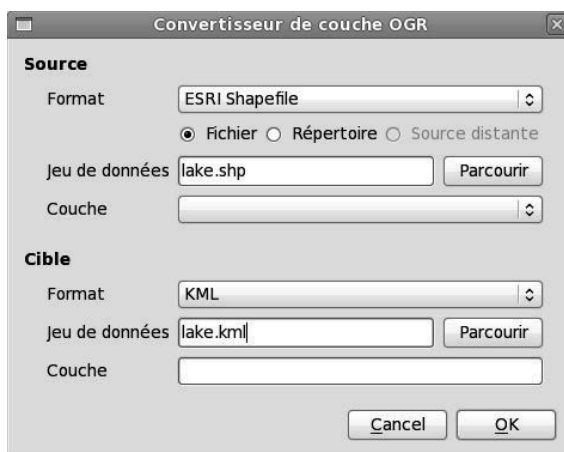 Convertisseur de couche OGR
Source
Format ESRI Shapefile
Fichier Répertoire Source distante
Jeu de données lake.shp Parcourir
Couche
Cible
Format KML
Jeu de données lake.kml Parcourir
Couche
Cancel OK